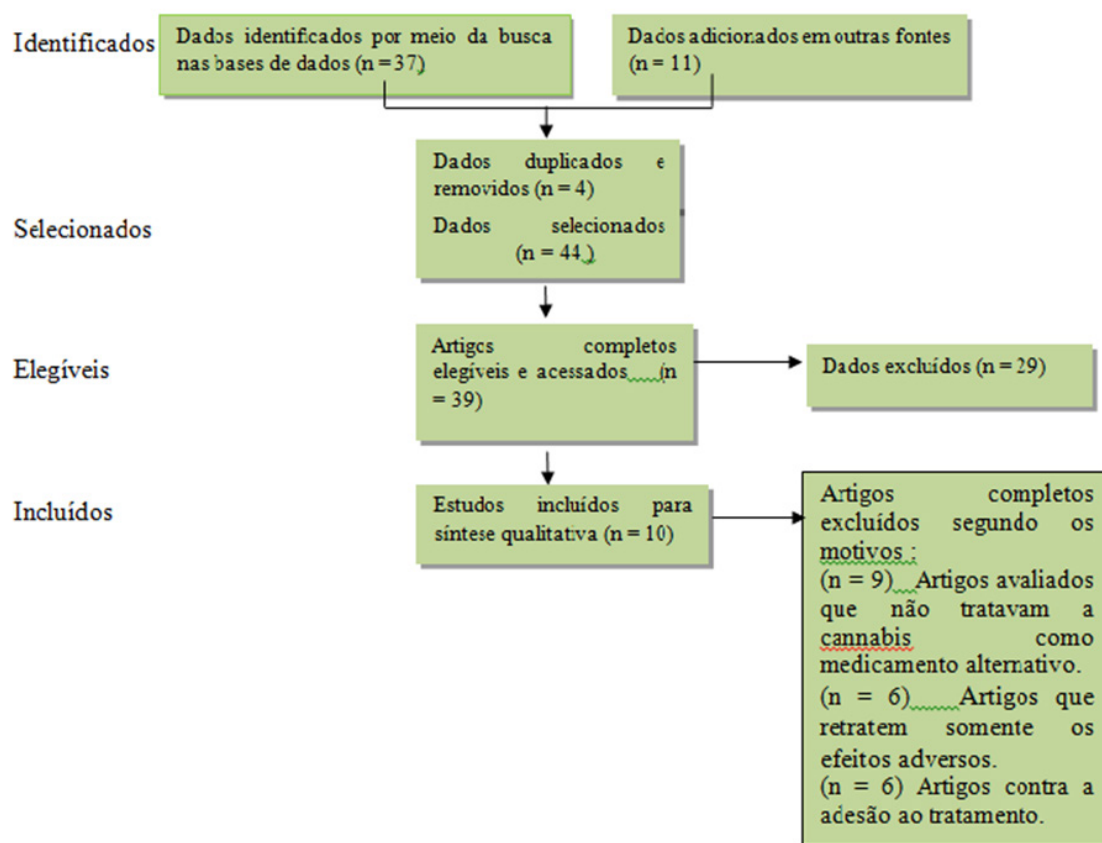 Identificados
Dados identificados por meio da busca
nas bases de dados (n = 37)
Dados adicionados em outras fontes
(n = 11)
Selecionados
Dados duplicados e
removidos (n = 4)
Dados selecionados
(n = 44 )
Elegíveis
Artigos completos
elegíveis e acessados (n
= 39)
Dados excluídos (n = 29)
Incluídos
Estudos incluídos para
síntese qualitativa (n = 10)
Artigos completos
excluídos segundo os
motivos :
(n = 9) Artigos avaliados
que não tratavam a
cannabis como
medicamento alternativo.
(n = 6) Artigos que
retratem somente os
efeitos adversos.
(n = 6) Artigos contra a
adesão ao tratamento.